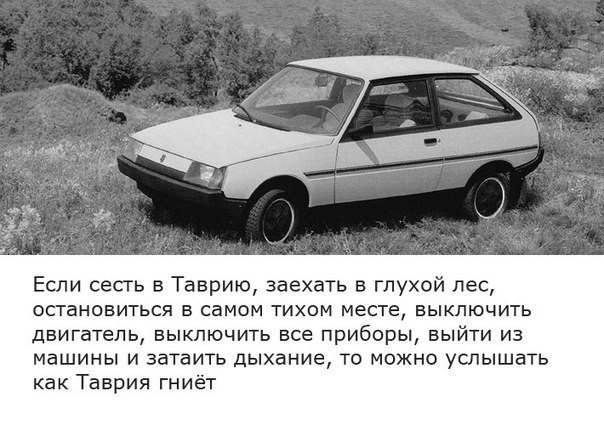 Если сесть в Таврию, заехать в глухой лес,
остановиться в самом тихом месте, выключить
двигатель, выключить все приборы, выйти из
машины и затаить дыхание, то можно услышать
как Таврия гниёт